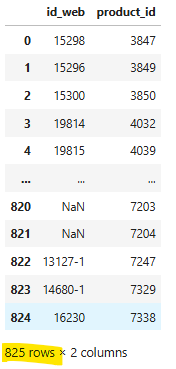 id_web product_id
0 15298 3847
1 15296 3849
2 15300 3850
3 19814 4032
4 19815 4039
... ... ...
820 NaN 7203
821 NaN 7204
822 13127-1 7247
823 14680-1 7329
824 16230 7338
825 rows × 2 columns